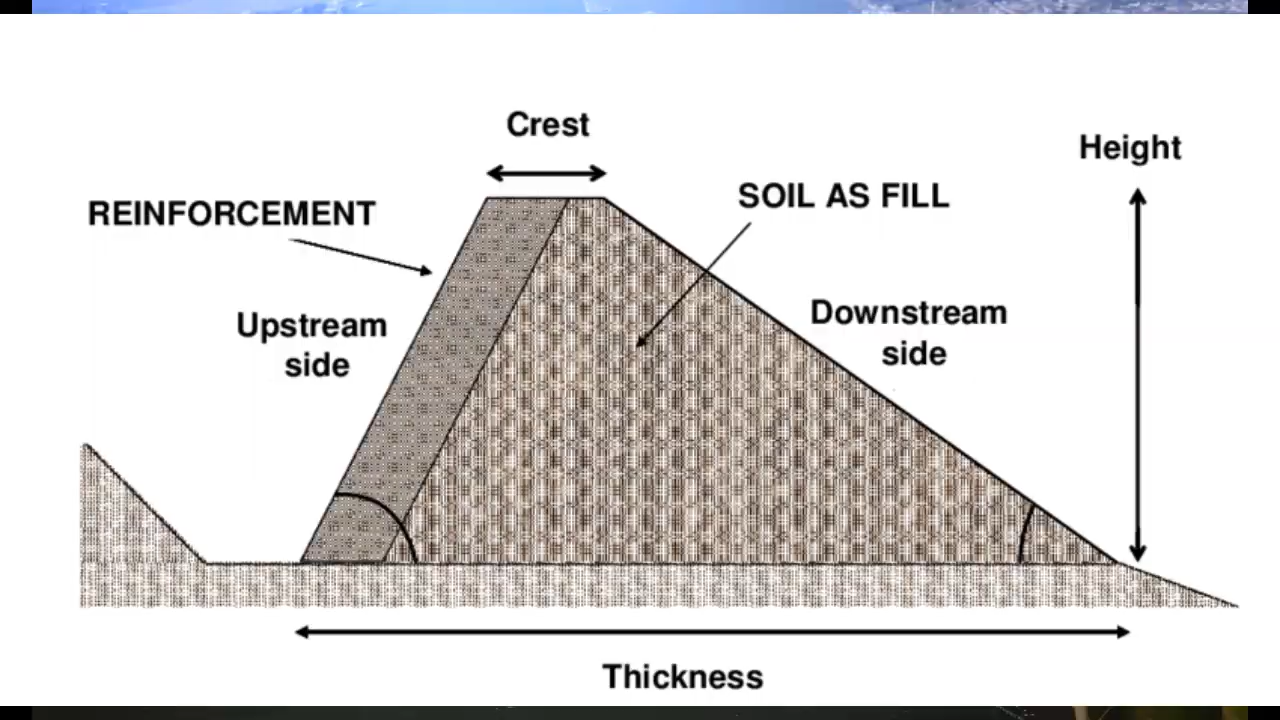 Crest
Height
REINFORCEMENT
SOIL AS FILL
Upstream
side
Downstream
side
Thickness